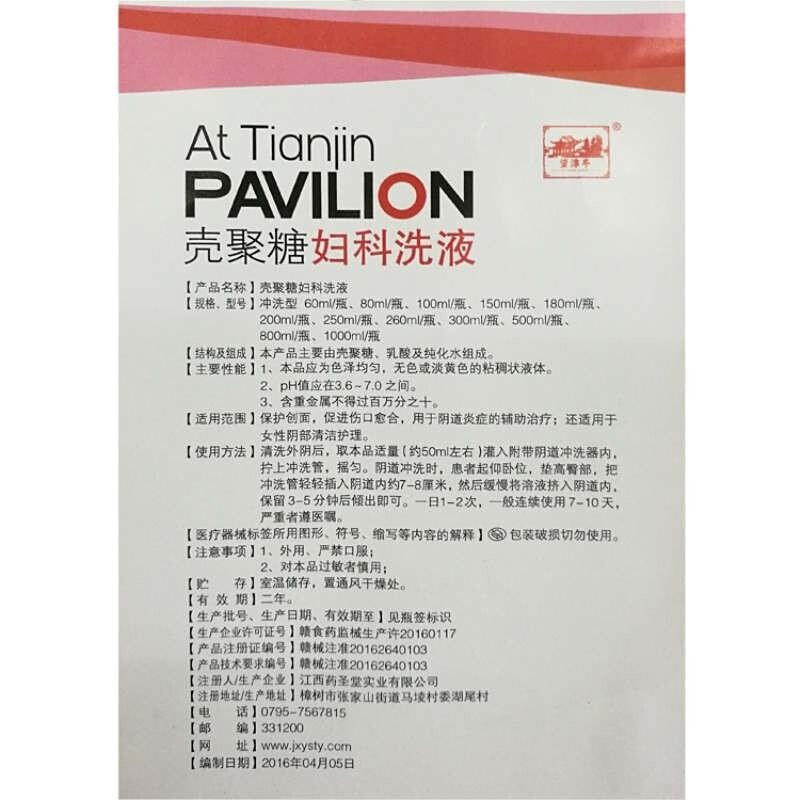 At Tianjin
PAVILION
望津亭
®
壳聚糖妇科洗液
【产品名称】壳聚糖妇科洗液
【规格、型号】冲洗型 60ml/瓶、80ml/瓶、100ml/瓶、150ml/瓶、180ml/瓶、
200ml/瓶、250ml/瓶、260ml/瓶、300ml/瓶、500ml/瓶、
800ml/瓶、1000ml/瓶
【结构及组成】本产品主要由壳聚糖、乳酸及纯化水组成。
【主要性能】1、本品应为色泽均匀，无色或淡黄色的粘稠状液体。
2、pH值应在3.6~7.0 之间。
3、含重金属不得过百万分之十。
【适用范围】保护创面，促进伤口愈合，用于阴道炎症的辅助治疗；还适用于
女性阴部清洁护理。
【使用方法】清洗外阴后，取本品适量（约50ml左右）灌入附带阴道冲洗器内，
拧上冲洗管，摇匀。阴道冲洗时，患者起仰卧位，垫高臀部，把
冲洗管轻轻插入阴道内约7-8厘米，然后缓慢将溶液挤入阴道内，
保留3-5分钟后倾出即可。一日1-2次，一般连续使用7-10天，
严重者遵医嘱。
【医疗器械标签所用图形、符号、缩写等内容的解释】包装破损切勿使用。
【注意事项】1、外用、严禁口服；
2、对本品过敏者慎用；
【贮 存】室温储存，置通风干燥处。
【有 效 期】二年。
【生产批号、生产日期、有效期至】见瓶签标识
【生产企业许可证号】赣食药监械生产许20160117
【产品注册证编号】赣械注准20162640103
【产品技术要求编号】赣械注准20162640103
【注册人/生产企业】江西药圣堂实业有限公司
【注册地址/生产地址】樟树市张家山街道马埮村委湖尾村
【电 话】0795-7567815
【邮 编】331200
【网 址】www.jxysty.com
【编制日期】2016年04月05日